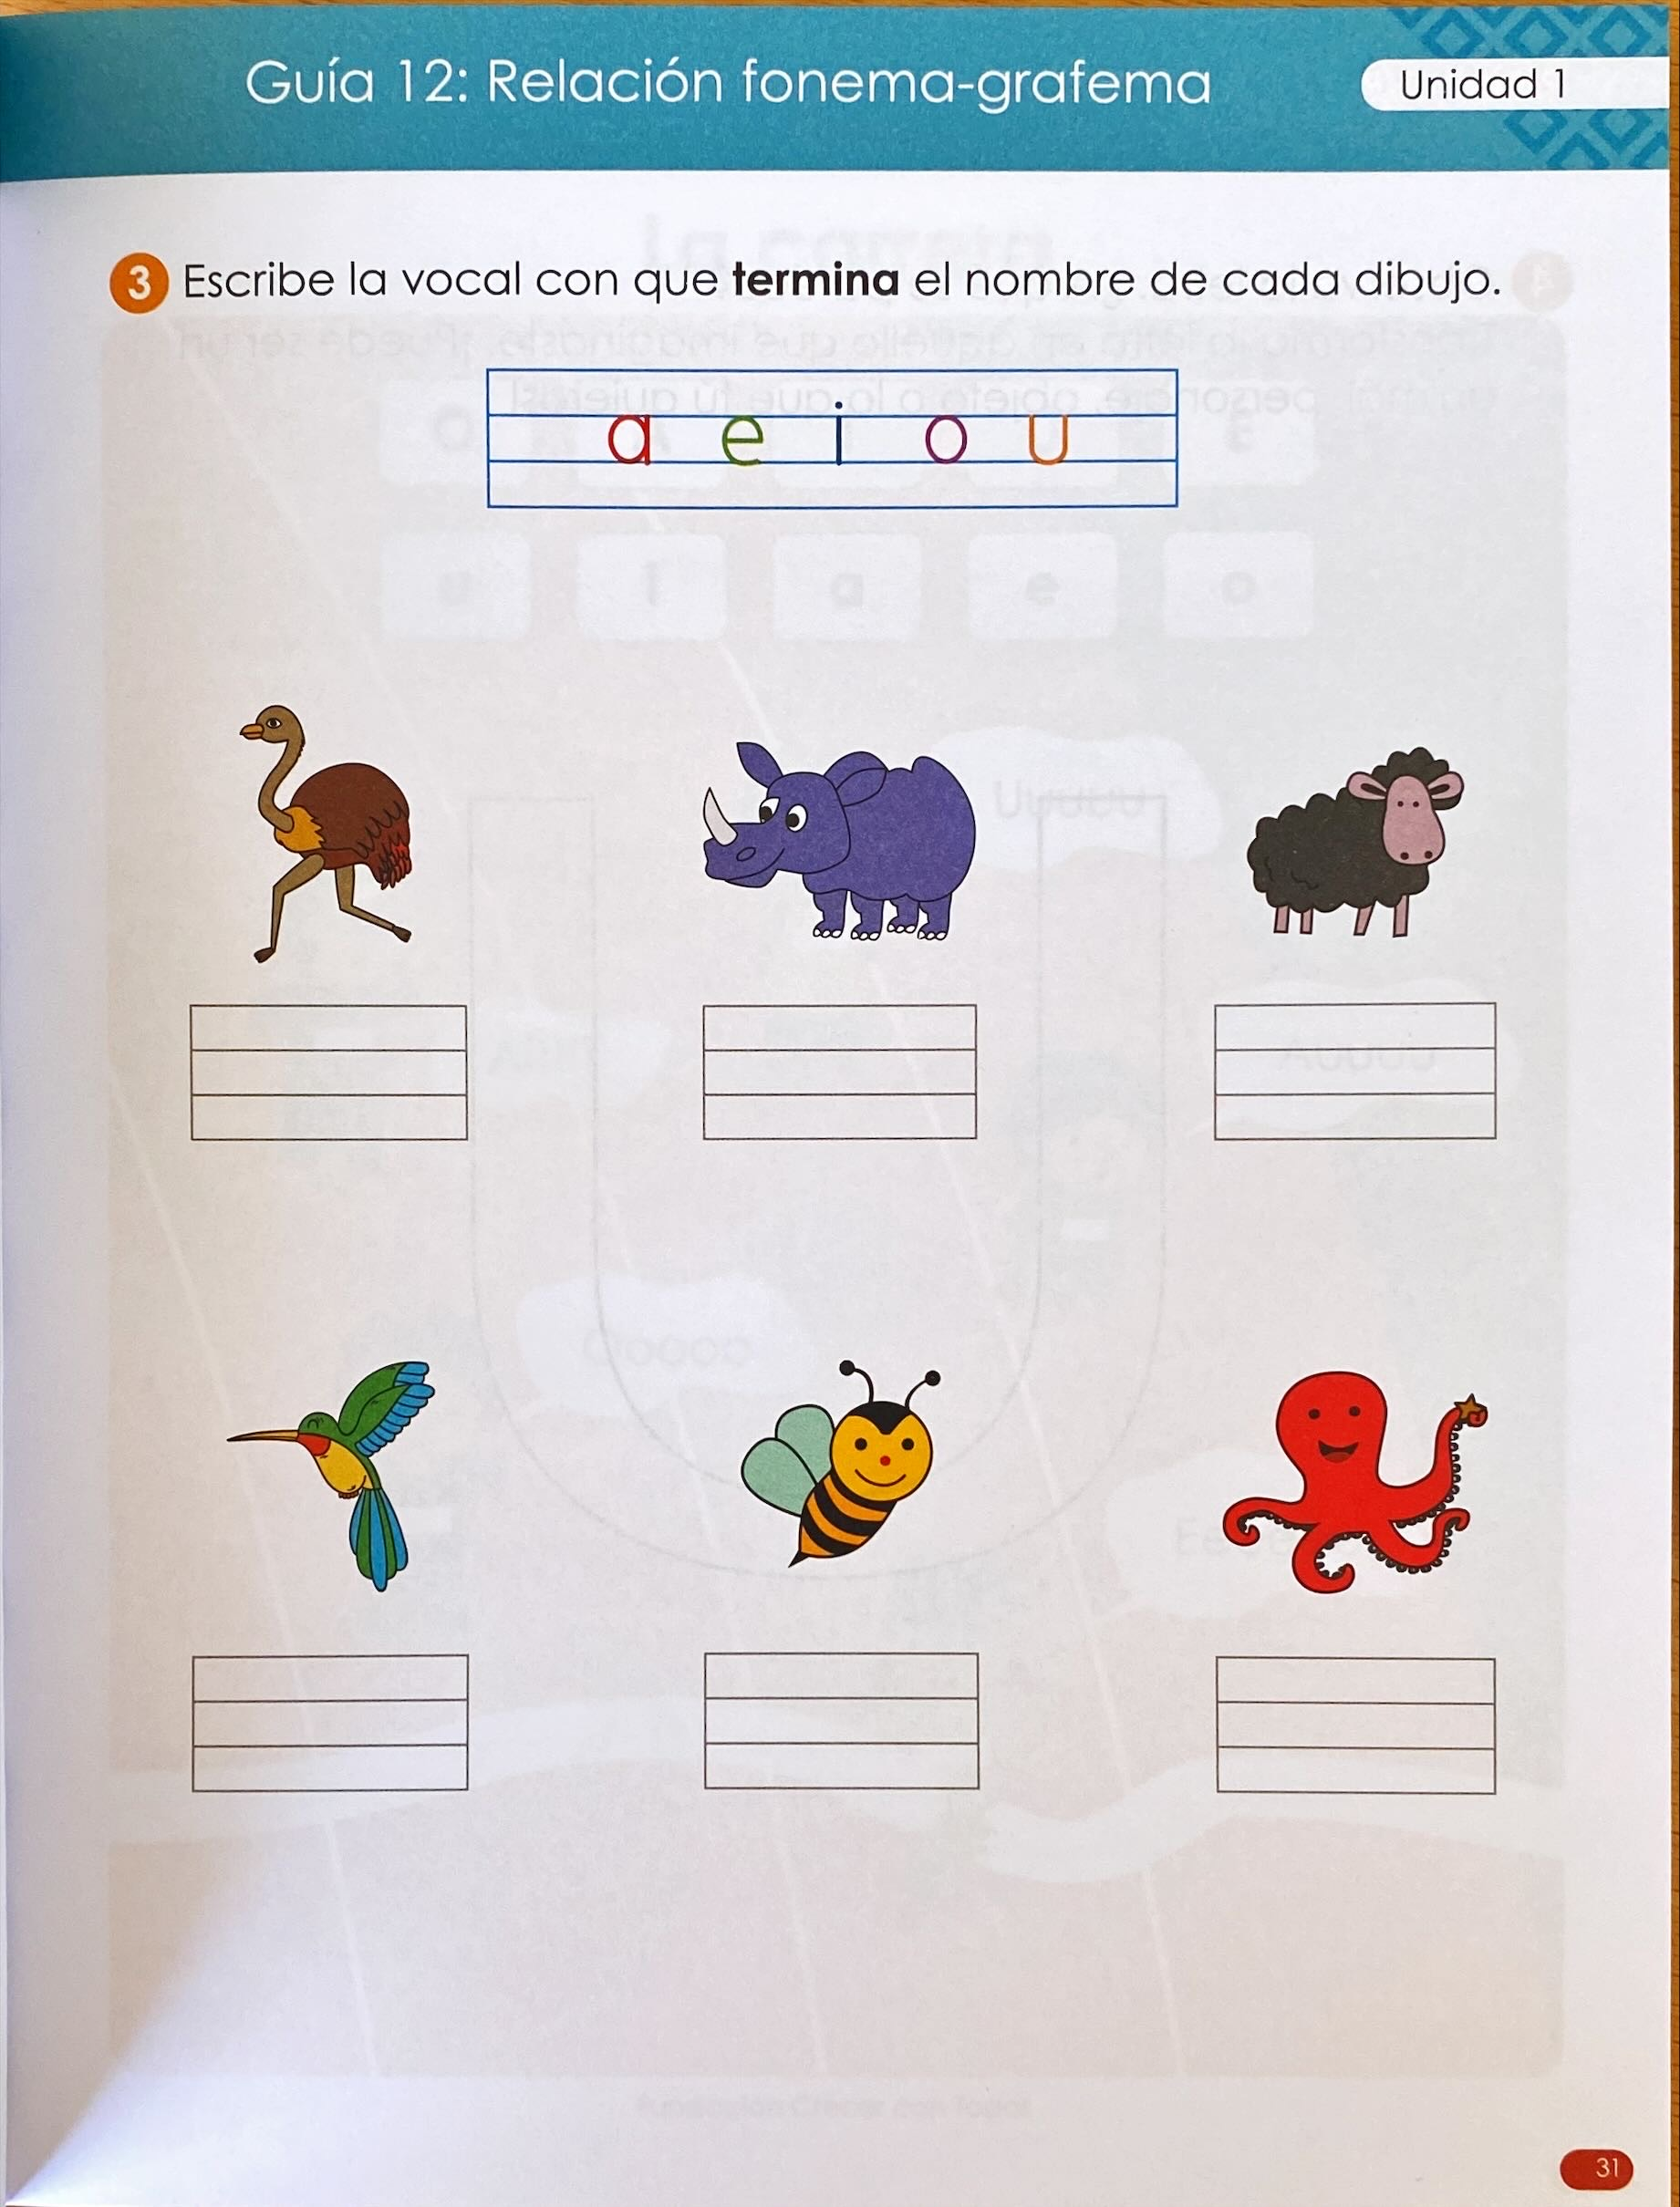 Guía 12: Relación fonema-grafema
Unidad 1
3 Escribe la vocal con que termina el nombre de cada dibujo.
a e i o u
31